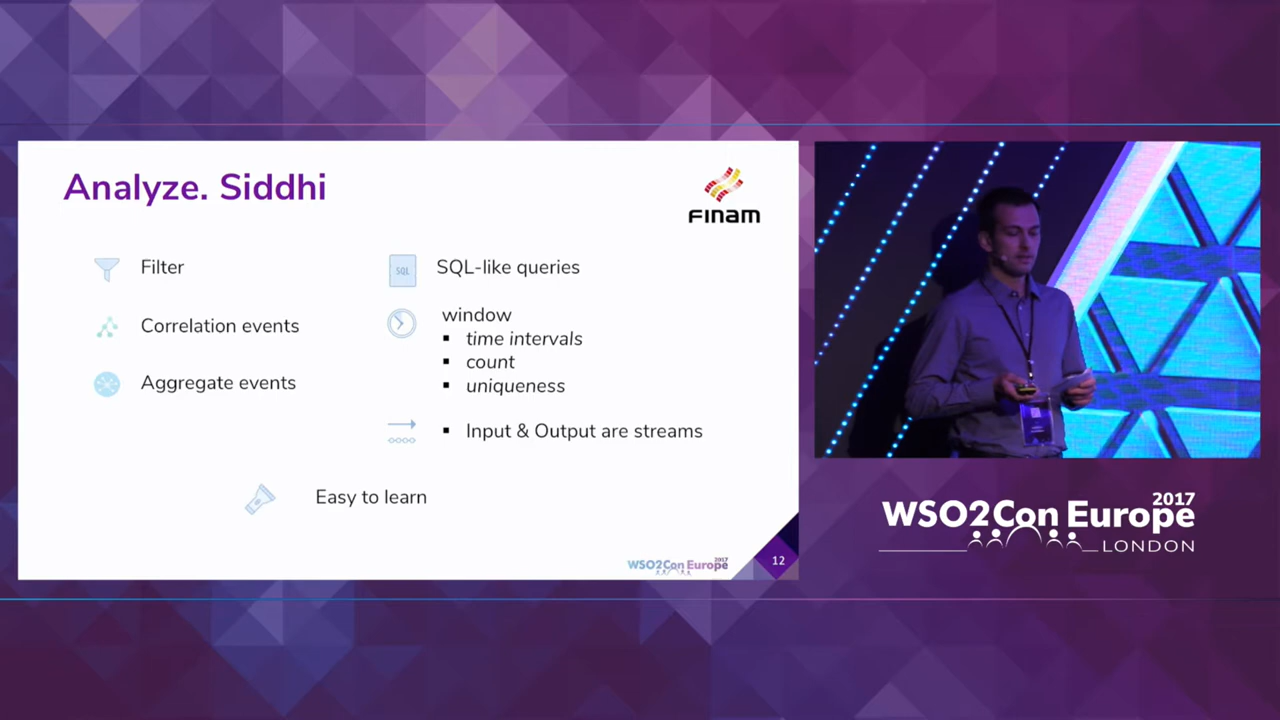 Analyze. Siddhi
FINAM
Filter
Correlation events
Aggregate events
SQL
SQL-like queries
window
▪ time intervals
▪ count
▪ uniqueness
▪ Input & Output are streams
Easy to learn
WSO2Con Europe 2017
12
WSO2Con Europe 2017
LONDON